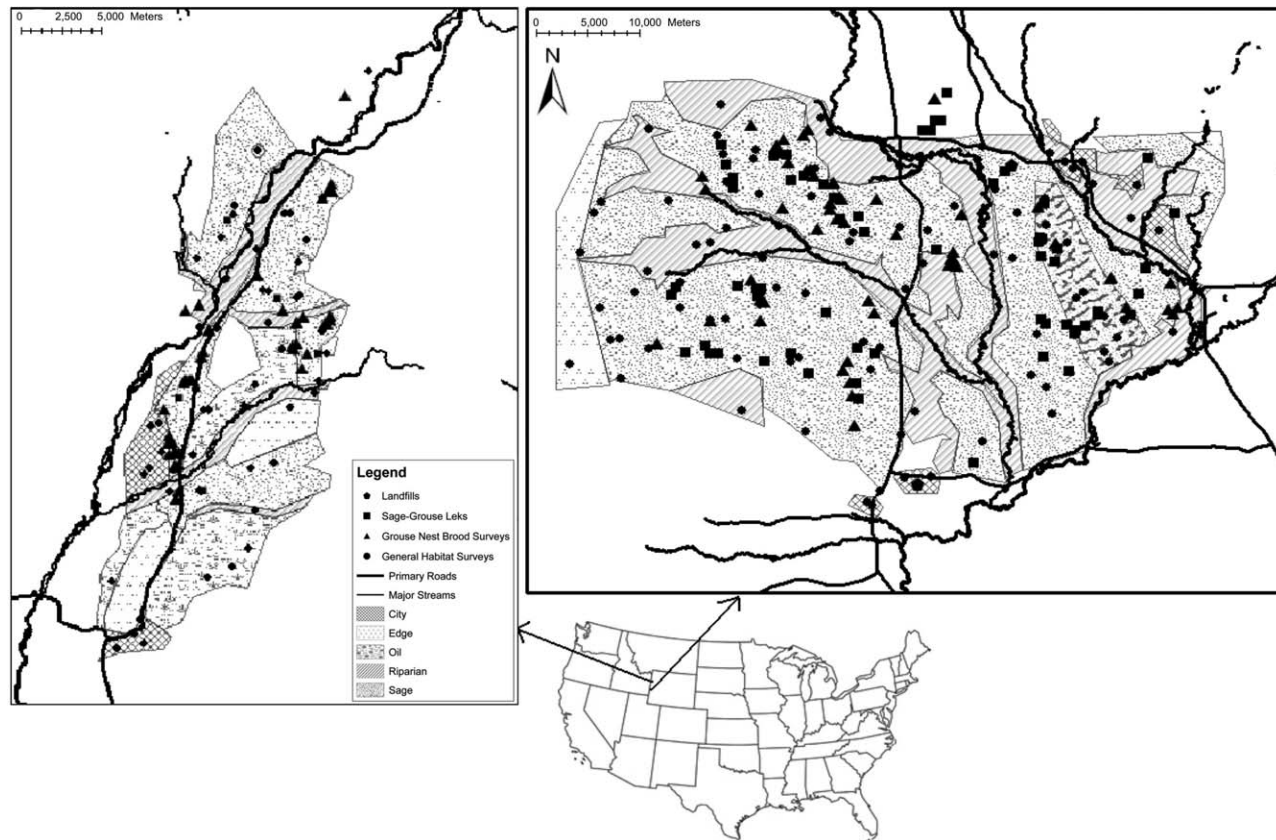 0 2,500 5,000 Meters
0 5,000 10,000 Meters
N
Legend
Landfills
Sage-Grouse Leks
Grouse Nest Brood Surveys
General Habitat Surveys
Primary Roads
Major Streams
City
Edge
Oil
Riparian
Sage